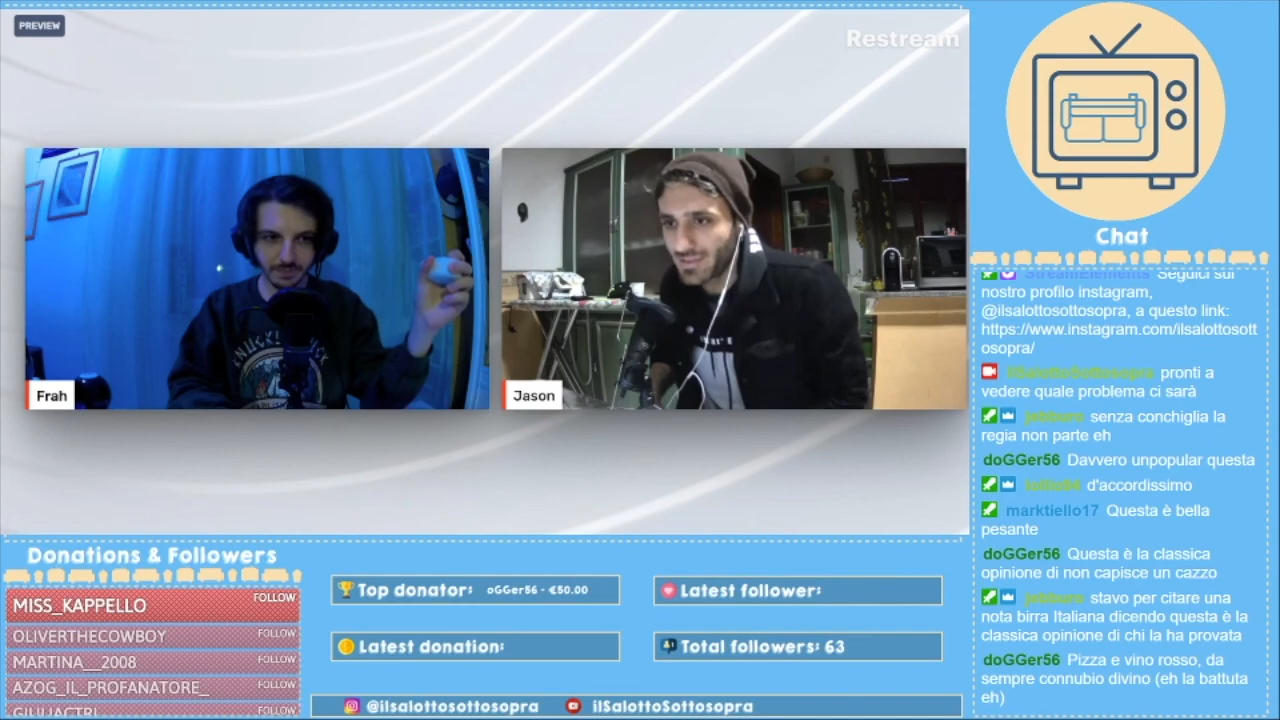 PREVIEW
Restream
Frah
Jason
Chat
StreamElements Seguici sul
nostro profilo instagram,
@ilsalottosottosopra, a questo link:
https://www.instagram.com/ilsalottosott
osopra/
ilSalottoSottosopra pronti a
vedere quale problema ci sarà
senza conchiglia la
regia non parte eh
doGGer56 Davvero unpopular questa
d'accordissimo
marktiello17 Questa è bella
pesante
doGGer56 Questa è la classica
opinione di non capisce un cazzo
stavo per citare una
nota birra Italiana dicendo questa è la
classica opinione di chi la ha provata
doGGer56 Pizza e vino rosso, da
sempre connubio divino (eh la battuta
eh)
Donations & Followers
MISS_KAPPELLO FOLLOW
OLIVERTHECOWBOY FOLLOW
MARTINA__2008 FOLLOW
AZOG_IL_PROFANATORE_ FOLLOW
FOLLOW
Top donator: oGGer56 - €50.00
Latest follower:
Latest donation:
Total followers: 63
@ilsalottosottosopra
ilSalottoSottosopra